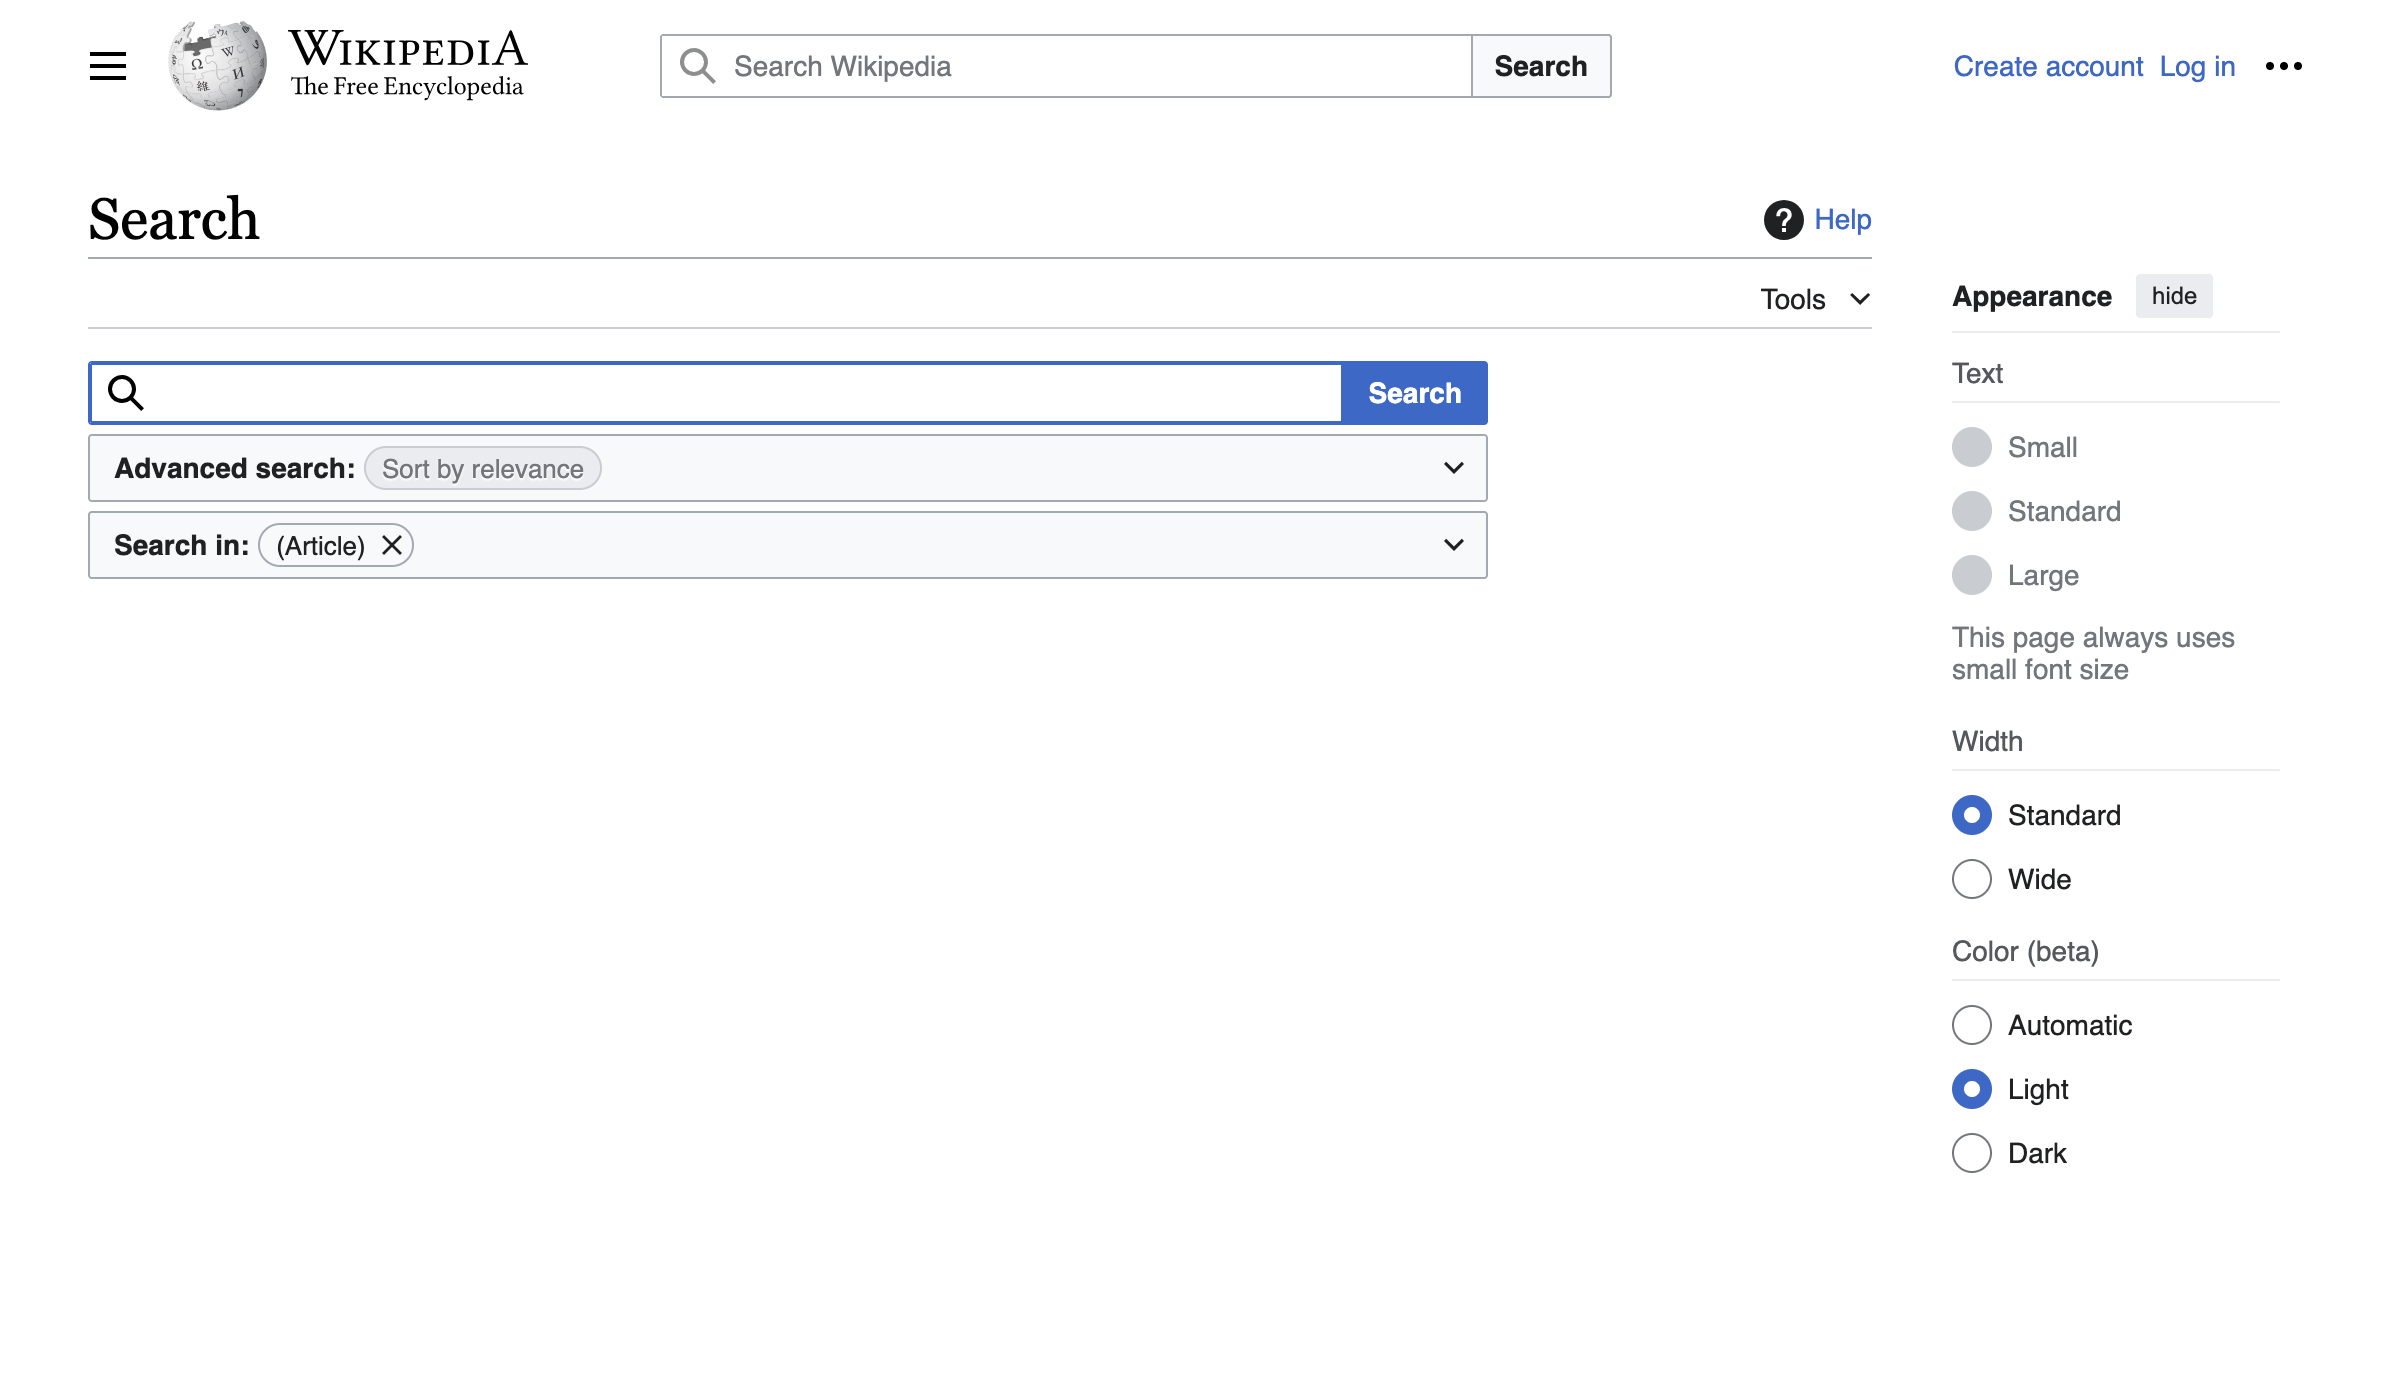 WIKIPEDIA
The Free Encyclopedia
Search Wikipedia
Search
Create account Log in
Search
Help
Tools
Appearance hide
Search
Advanced search: Sort by relevance
Search in: (Article)
Text
Small
Standard
Large
This page always uses
small font size
Width
Standard
Wide
Color (beta)
Automatic
Light
Dark